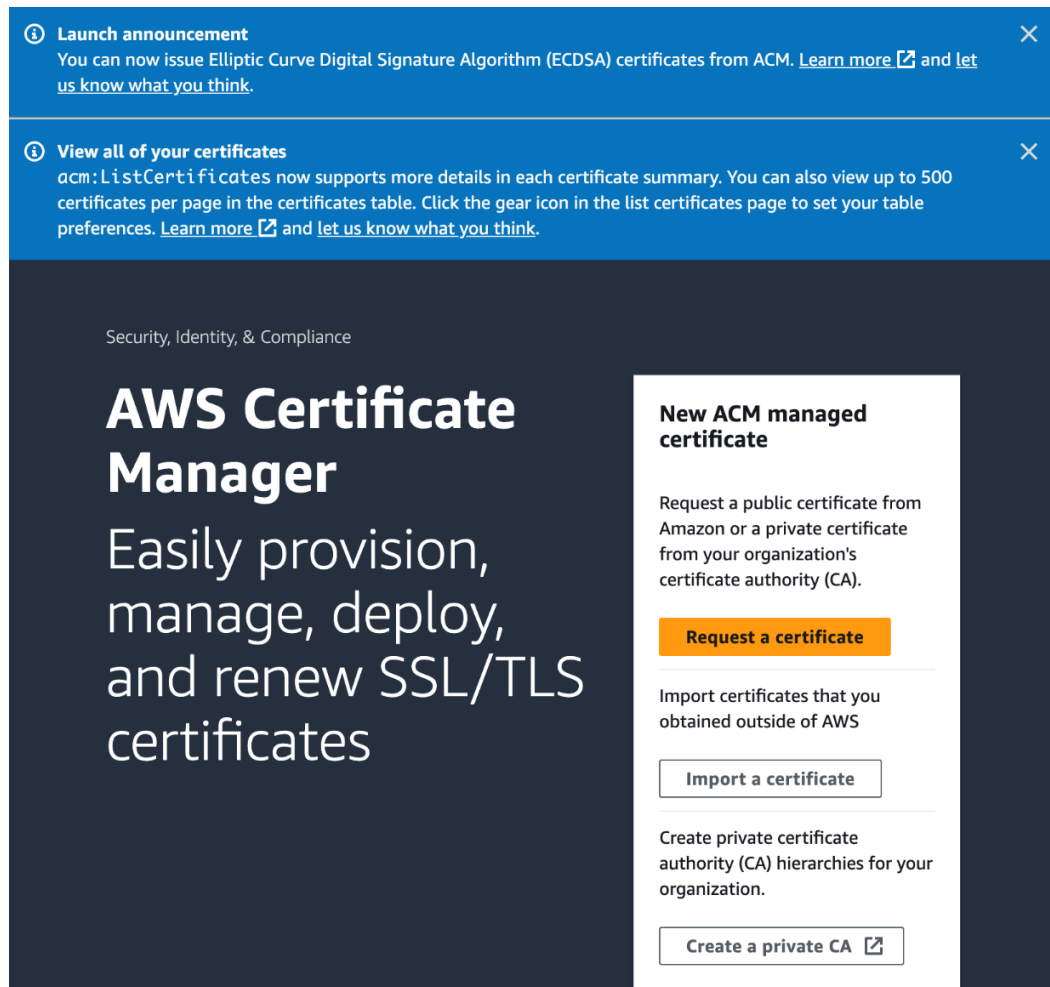 Launch announcement
You can now issue Elliptic Curve Digital Signature Algorithm (ECDSA) certificates from ACM. Learn more and let
us know what you think.
View all of your certificates
acm:ListCertificates now supports more details in each certificate summary. You can also view up to 500
certificates per page in the certificates table. Click the gear icon in the list certificates page to set your table
preferences. Learn more and let us know what you think.
Security, Identity, & Compliance
AWS Certificate
Manager
Easily provision,
manage, deploy,
and renew SSL/TLS
certificates
New ACM managed
certificate
Request a public certificate from
Amazon or a private certificate
from your organization's
certificate authority (CA).
Request a certificate
Import certificates that you
obtained outside of AWS
Import a certificate
Create private certificate
authority (CA) hierarchies for your
organization.
Create a private CA